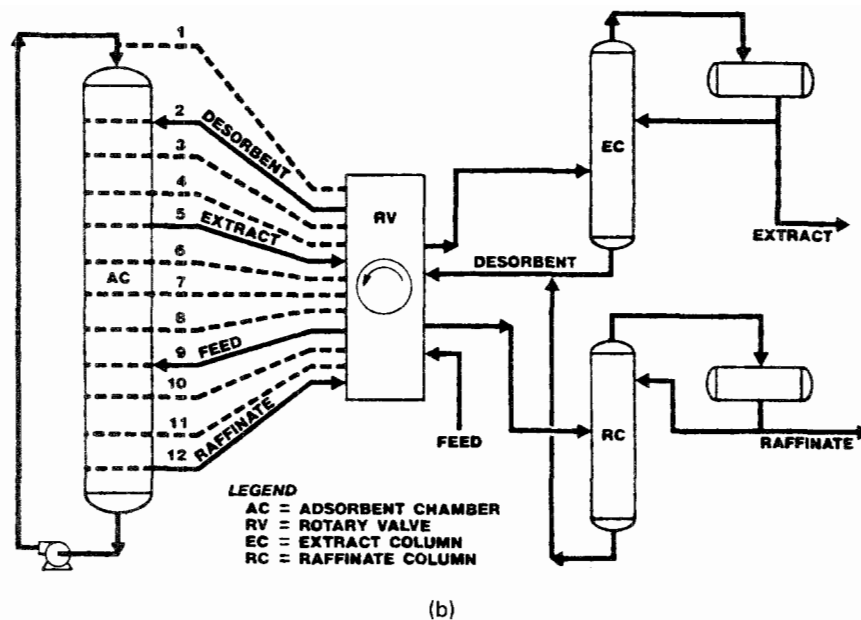 1
2
DESORBENT
3
4
5
EXTRACT
6
AC
7
8
9
FEED
10
11
12
RAFFINATE
RV
DESORBENT
FEED
EC
EXTRACT
RC
RAFFINATE
LEGEND
AC = ADSORBENT CHAMBER
RV = ROTARY VALVE
EC = EXTRACT COLUMN
RC = RAFFINATE COLUMN
(b)